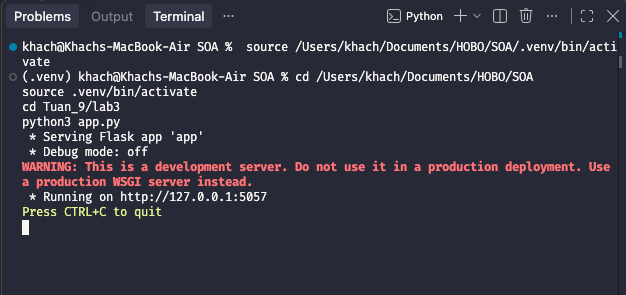 Problems Output Terminal ... Python
khach@Khachs-MacBook-Air SOA %  source /Users/khach/Documents/HOBO/SOA/.venv/bin/acti
vate
(.venv) khach@Khachs-MacBook-Air SOA % cd /Users/khach/Documents/HOBO/SOA
source .venv/bin/activate
cd Tuan_9/lab3
python3 app.py
 * Serving Flask app 'app'
 * Debug mode: off
WARNING: This is a development server. Do not use it in a production deployment. Use
a production WSGI server instead.
 * Running on http://127.0.0.1:5057
Press CTRL+C to quit